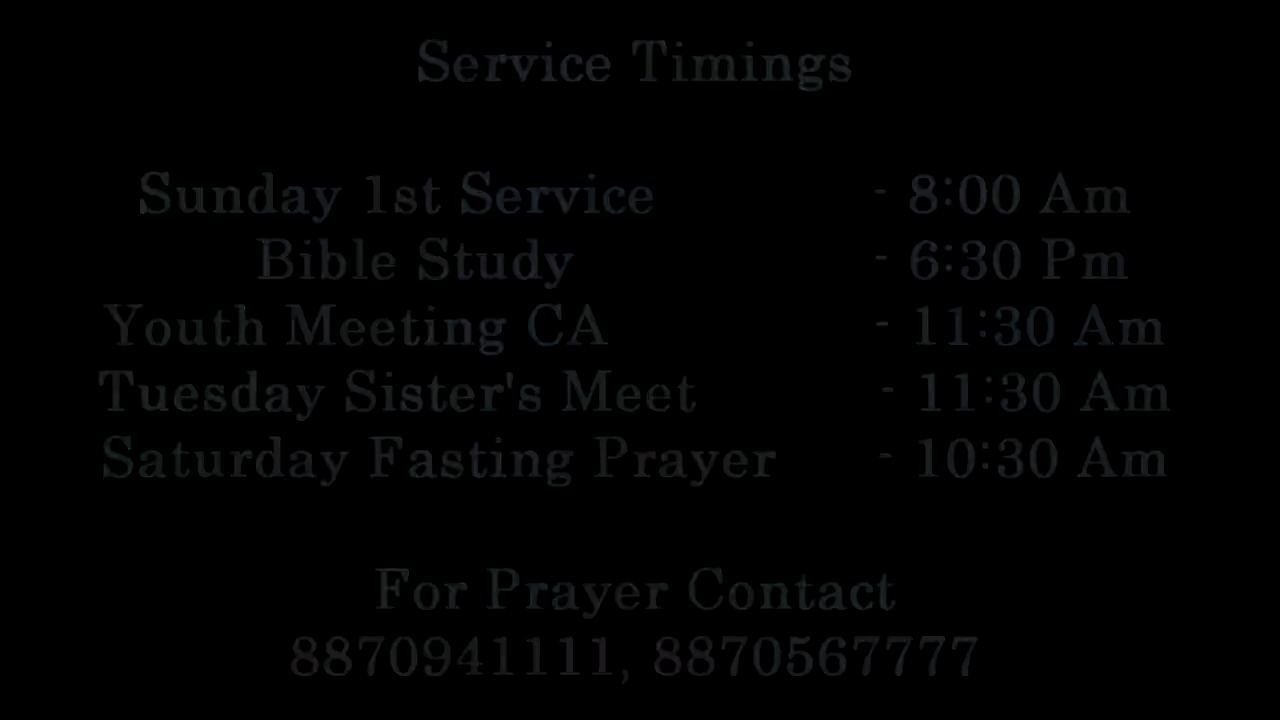 Service Timings
Sunday 1st Service - 8:00 Am
Bible Study - 6:30 Pm
Youth Meeting CA - 11:30 Am
Tuesday Sister's Meet - 11:30 Am
Saturday Fasting Prayer - 10:30 Am
For Prayer Contact
8870941111, 8870567777